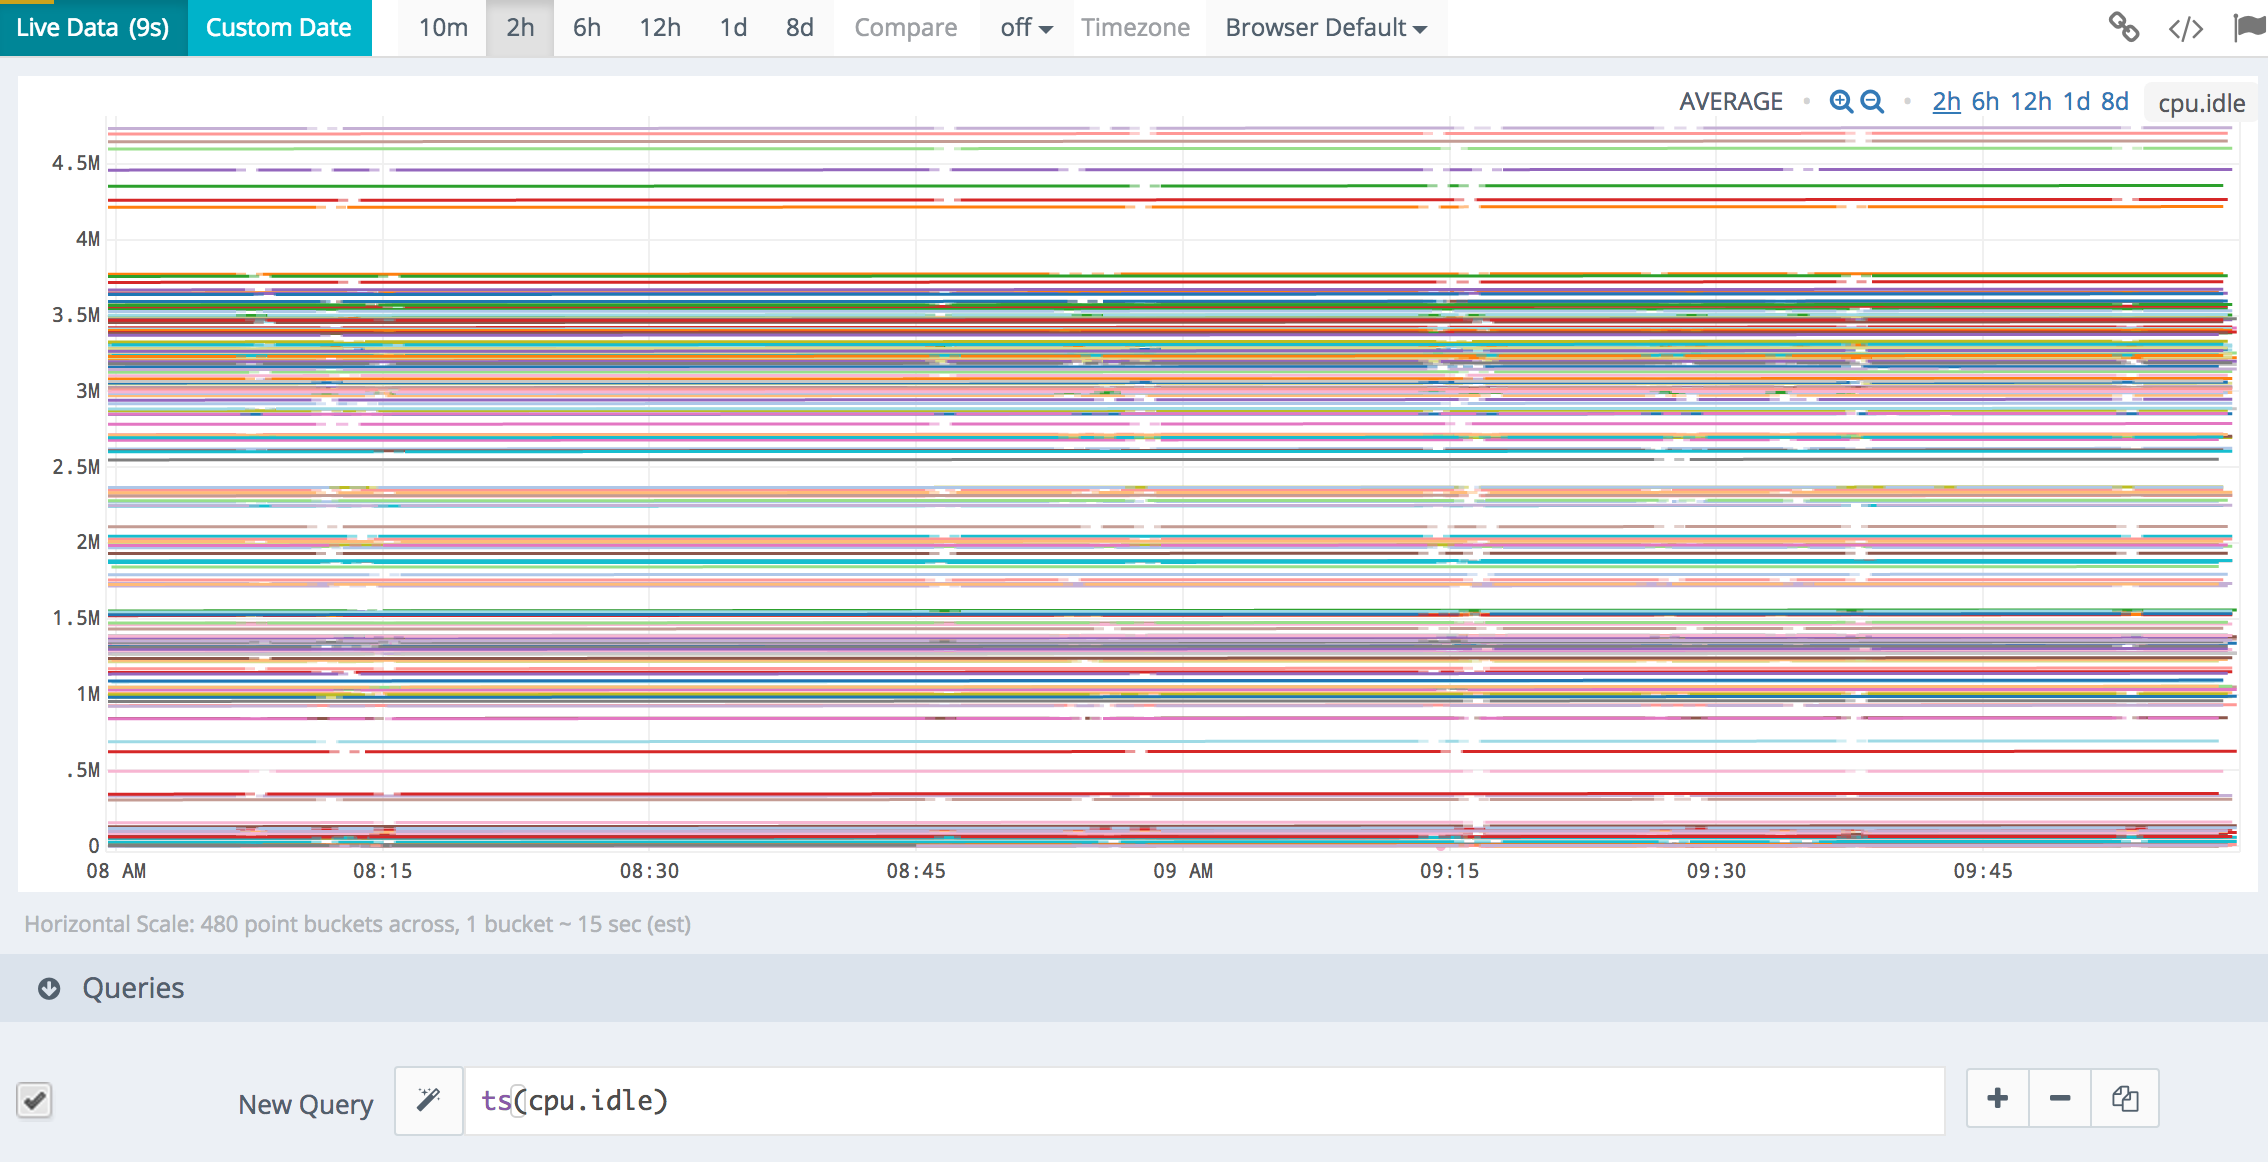 Live Data (9s) Custom Date 10m 2h 6h 12h 1d 8d Compare off Timezone Browser Default
AVERAGE • • 2h 6h 12h 1d 8d cpu.idle
4.5M
4M
3.5M
3M
2.5M
2M
1.5M
1M
.5M
0
08 AM 08:15 08:30 08:45 09 AM 09:15 09:30 09:45
Horizontal Scale: 480 point buckets across, 1 bucket ~ 15 sec (est)
Queries
New Query ts(cpu.idle)